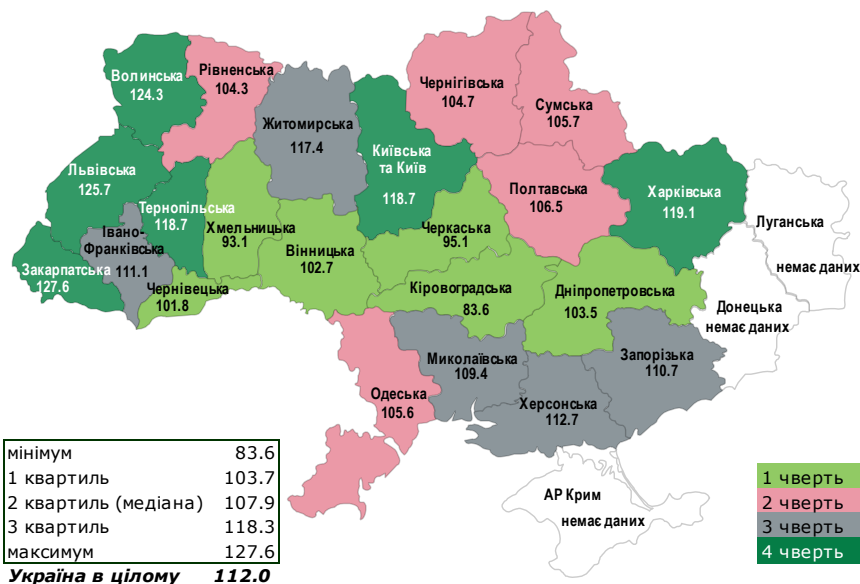 Волинська
124.3
Рівненська
104.3
Житомирська
117.4
Київська
та Київ
118.7
Чернігівська
104.7
Сумська
105.7
Львівська
125.7
Тернопільська
118.7
Хмельницька
93.1
Івано-
Франківська
111.1
Закарпатська
127.6
Чернівецька
101.8
Вінницька
102.7
Черкаська
95.1
Полтавська
106.5
Харківська
119.1
Луганська
немає даних
Донецька
немає даних
Кіровоградська
83.6
Дніпропетровська
103.5
Миколаївська
109.4
Запорізька
110.7
Одеська
105.6
Херсонська
112.7
АР Крим
немає даних
мінімум 83.6
1 квартиль 103.7
2 квартиль (медіана) 107.9
3 квартиль 118.3
максимум 127.6
Україна в цілому 112.0
1 чверть
2 чверть
3 чверть
4 чверть